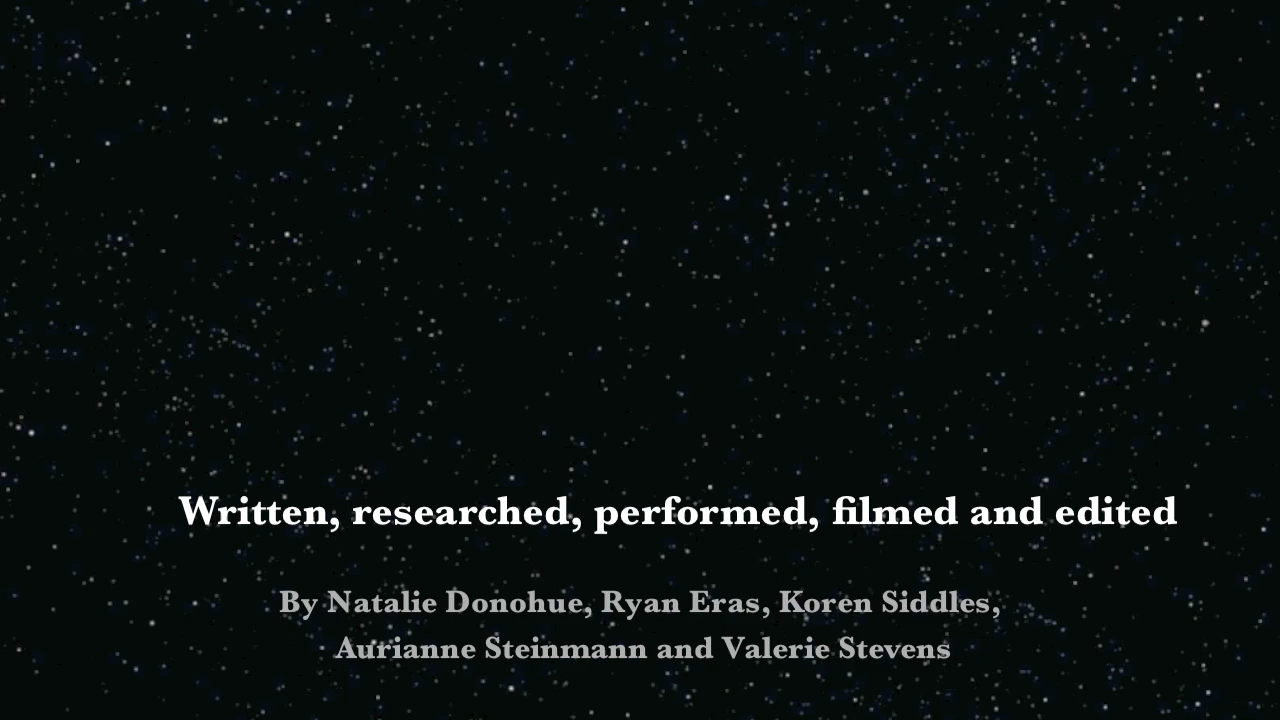 Written, researched, performed, filmed and edited
By Natalie Donohue, Ryan Eras, Koren Siddles,
Aurianne Steinmann and Valerie Stevens